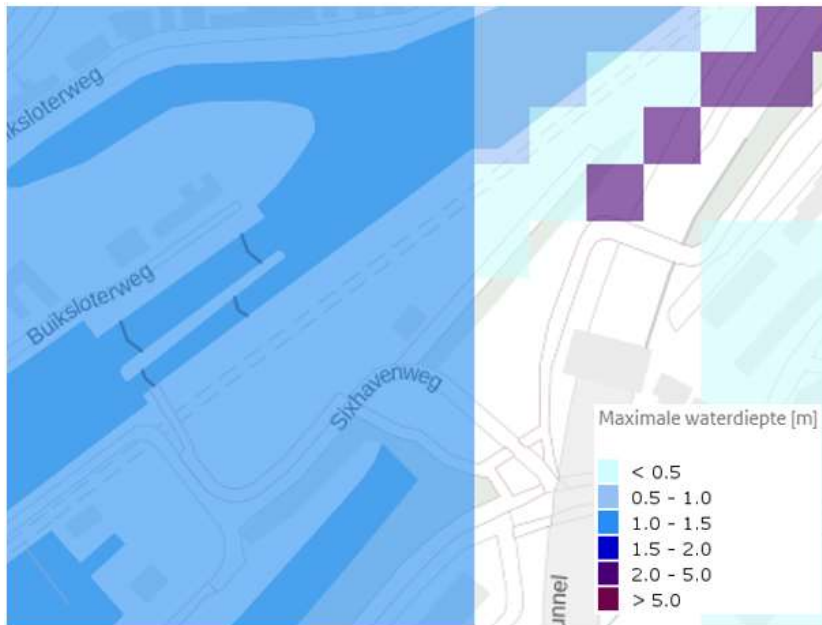 iksloterweg
Buiksloterweg
Sixhavenweg
unnel
Maximale waterdiepte [m]
< 0.5
0.5 - 1.0
1.0 - 1.5
1.5 - 2.0
2.0 - 5.0
> 5.0